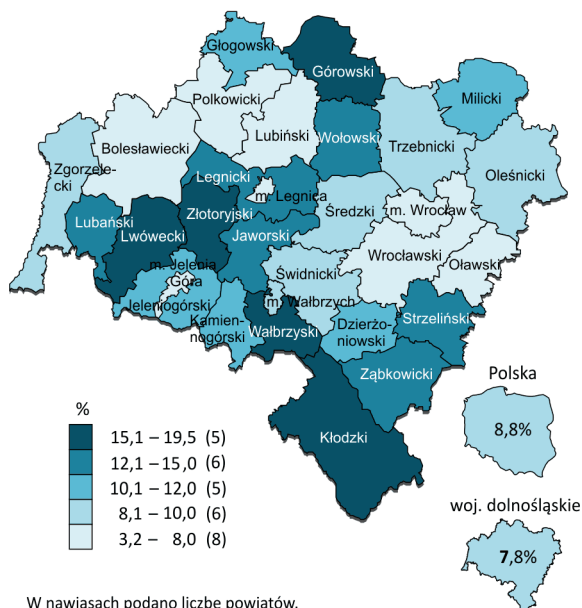 Głogowski
Górowski
Milicki
Polkowicki
Lubiński
Wołowski
Trzebnicki
Bolesławiecki
Zgorzele-
cki
Legnicki
m. Legnica
Oleśnicki
Lubański
Lwówecki
Złotoryjski
Średzki
m. Wrocław
Jaworski
Wrocławski
Oławski
m. Jelenia
Góra
Świdnicki
Jeleniogórski
Kamien-
nogórski
m. Wałbrzych
Wałbrzyski
Dzierżo-
niowski
Strzeliński
Ząbkowicki
Kłodzki
Polska
8,8%
woj. dolnośląskie
7,8%
%
15,1 – 19,5 (5)
12,1 – 15,0 (6)
10,1 – 12,0 (5)
8,1 – 10,0 (6)
3,2 – 8,0 (8)
W nawiasach podano liczbę powiatów.